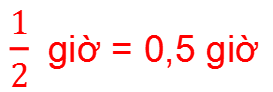 1/2 giờ = 0,5 giờ